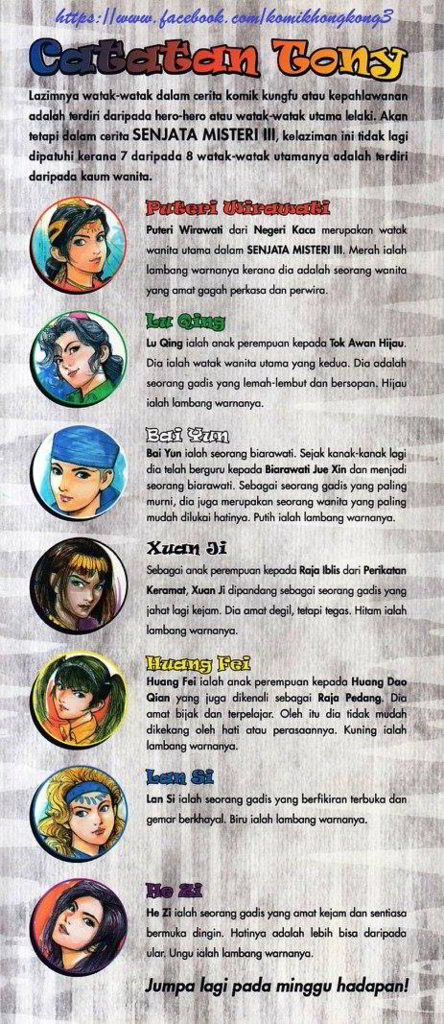 https://www.facebook.com/komikhongkong3
Catatan Tony
Lazimnya watak-watak dalam cerita komik kungfu atau kepahlawanan
adalah terdiri daripada hero-hero atau watak-watak utama lelaki. Akan
tetapi dalam cerita SENJATA MISTERI III, kelaziman ini tidak lagi
dipatuhi kerana 7 daripada 8 watak-watak utamanya adalah terdiri
daripada kaum wanita.
Puteri Wirawati
Puteri Wirawati dari Negeri Kaca merupakan watak
wanita utama dalam SENJATA MISTERI III. Merah ialah
lambang warnanya kerana dia adalah seorang wanita
yang amat gagah perkasa dan perwira.
Lu Qing
Lu Qing ialah anak perempuan kepada Tok Awan Hijau.
Dia ialah watak wanita utama yang kedua. Dia adalah
seorang gadis yang lemah-lembut dan bersopan. Hijau
ialah lambang warnanya.
Bai Yun
Bai Yun ialah seorang biarawati. Sejak kanak-kanak lagi
dia telah berguru kepada Biarawati Jue Xin dan menjadi
seorang biarawati. Sebagai seorang gadis yang paling
murni, dia juga merupakan seorang wanita yang paling
mudah dilukai hatinya. Putih ialah lambang warnanya.
Xuan Ji
Sebagai anak perempuan kepada Raja Iblis dari Perikatan
Keramat, Xuan Ji dipandang sebagai seorang gadis yang
jahat lagi kejam. Dia amat degil, tetapi tegas. Hitam ialah
lambang warnanya.
Huang Fei
Huang Fei ialah anak perempuan kepada Huang Dao
Qian yang juga dikenali sebagai Raja Pedang. Dia
amat bijak dan terpelajar. Oleh itu dia tidak mudah
dikekang oleh hati atau perasaannya. Kuning ialah
lambang warnanya.
Lan Si
Lan Si ialah seorang gadis yang berfikiran terbuka dan
gemar berkhayal. Biru ialah lambang warnanya.
He Zi
He Zi ialah seorang gadis yang amat kejam dan sentiasa
bermuka dingin. Hatinya adalah lebih bisa daripada
ular. Ungu ialah lambang warnanya.
Jumpa lagi pada minggu hadapan!